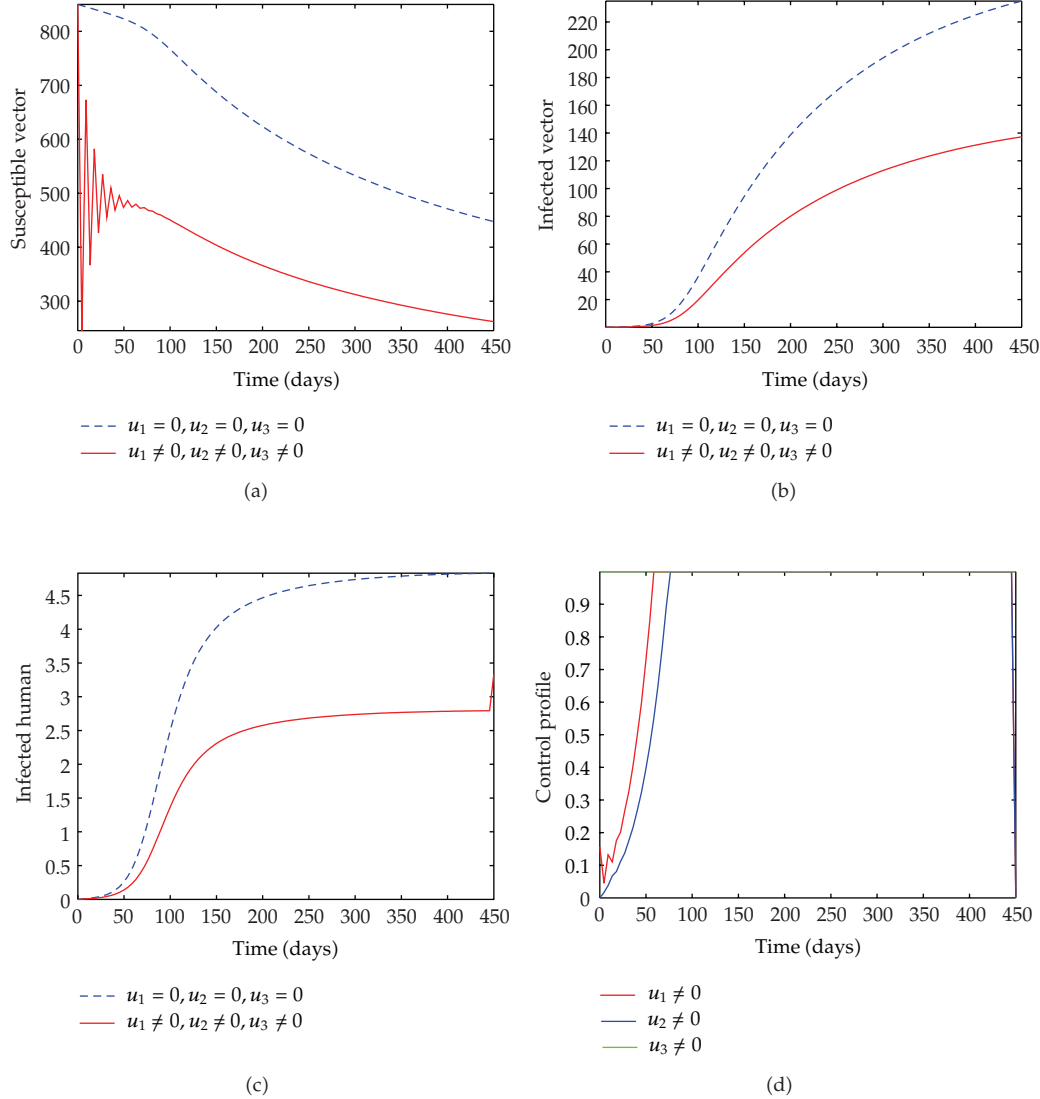 800
700
600
500
400
300
Susceptible vector
0 50 100 150 200 250 300 350 400 450
Time (days)
u₁ = 0, u₂ = 0, u₃ = 0
u₁ ≠ 0, u₂ ≠ 0, u₃ ≠ 0
(a)
220
200
180
160
140
120
100
80
60
40
20
Infected vector
0 50 100 150 200 250 300 350 400 450
Time (days)
u₁ = 0, u₂ = 0, u₃ = 0
u₁ ≠ 0, u₂ ≠ 0, u₃ ≠ 0
(b)
4.5
4
3.5
3
2.5
2
1.5
1
0.5
0
Infected human
0 50 100 150 200 250 300 350 400 450
Time (days)
u₁ = 0, u₂ = 0, u₃ = 0
u₁ ≠ 0, u₂ ≠ 0, u₃ ≠ 0
(c)
0.9
0.8
0.7
0.6
0.5
0.4
0.3
0.2
0.1
0
Control profile
0 50 100 150 200 250 300 350 400 450
Time (days)
u₁ ≠ 0
u₂ ≠ 0
u₃ ≠ 0
(d)